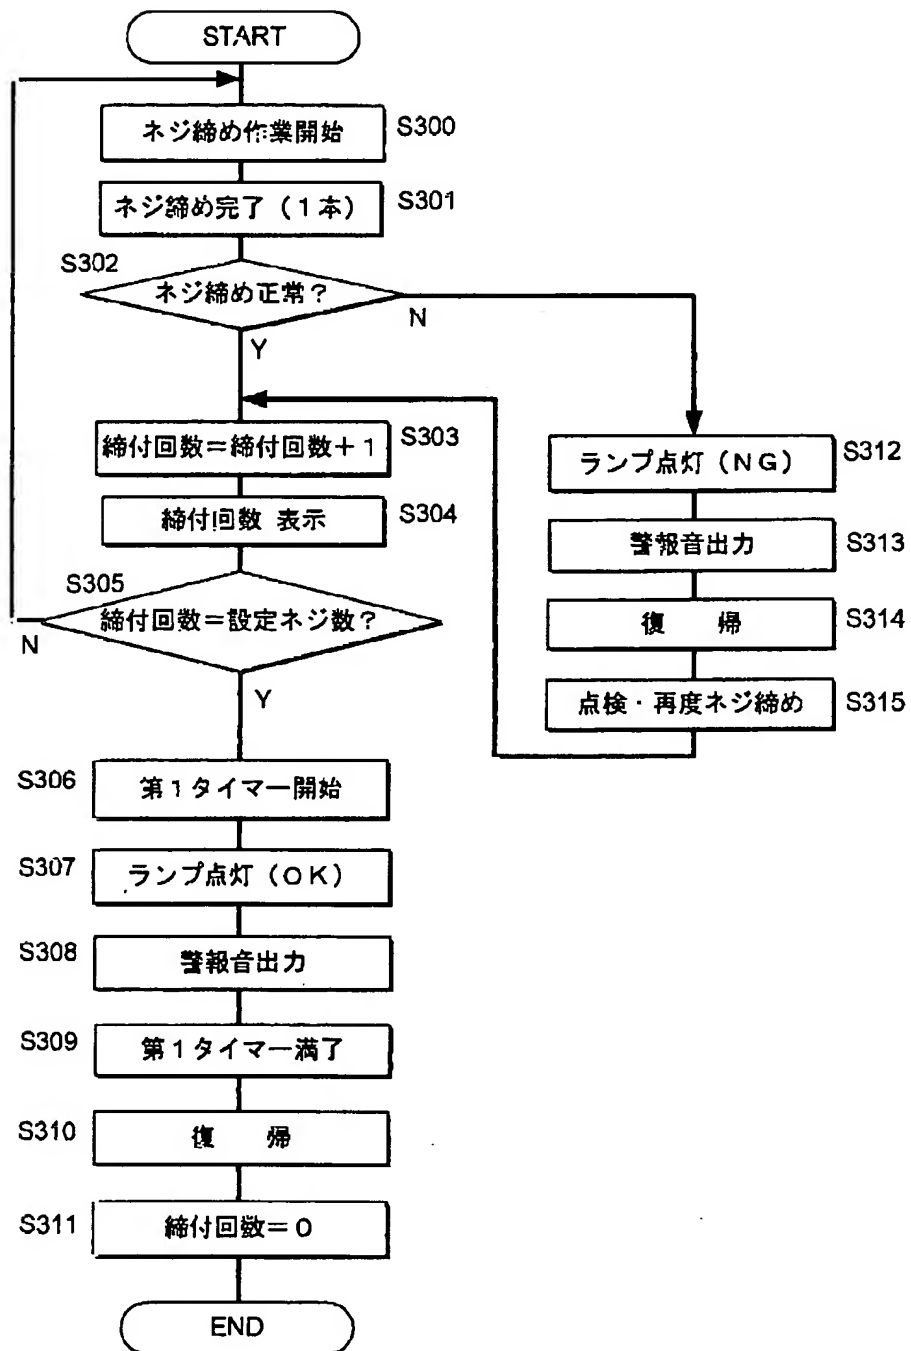 START
ネジ締め作業開始
S300
ネジ締め完了(1本)
S301
S302
ネジ締め正常?
N
Y
締付回数=締付回数+1
S303
締付回数 表示
S304
S305
締付回数=設定ネジ数?
N
Y
S306
第1タイマー開始
S307
ランプ点灯(OK)
S308
警報音出力
S309
第1タイマー満了
S310
復 帰
S311
締付回数=0
END
ランプ点灯(NG)
S312
警報音出力
S313
復 帰
S314
点検・再度ネジ締め
S315